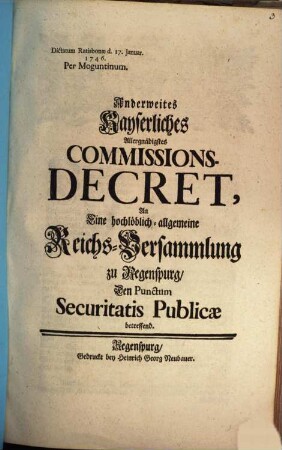 3
Dictatum Ratisbonæ d. 17. Januar.
1746.
Per Moguntinum.
Anderweites
Kayserliches
Allergnädigstes
COMMISSIONS-
DECRET,
An
Eine hochlöblich-allgemeine
Reichs-Versammlung
zu Regenspurg/
Den Punctum
Securitatis Publicæ
betreffend.
Regenspurg/
Gedruckt bey Heinrich Georg Neubauer.